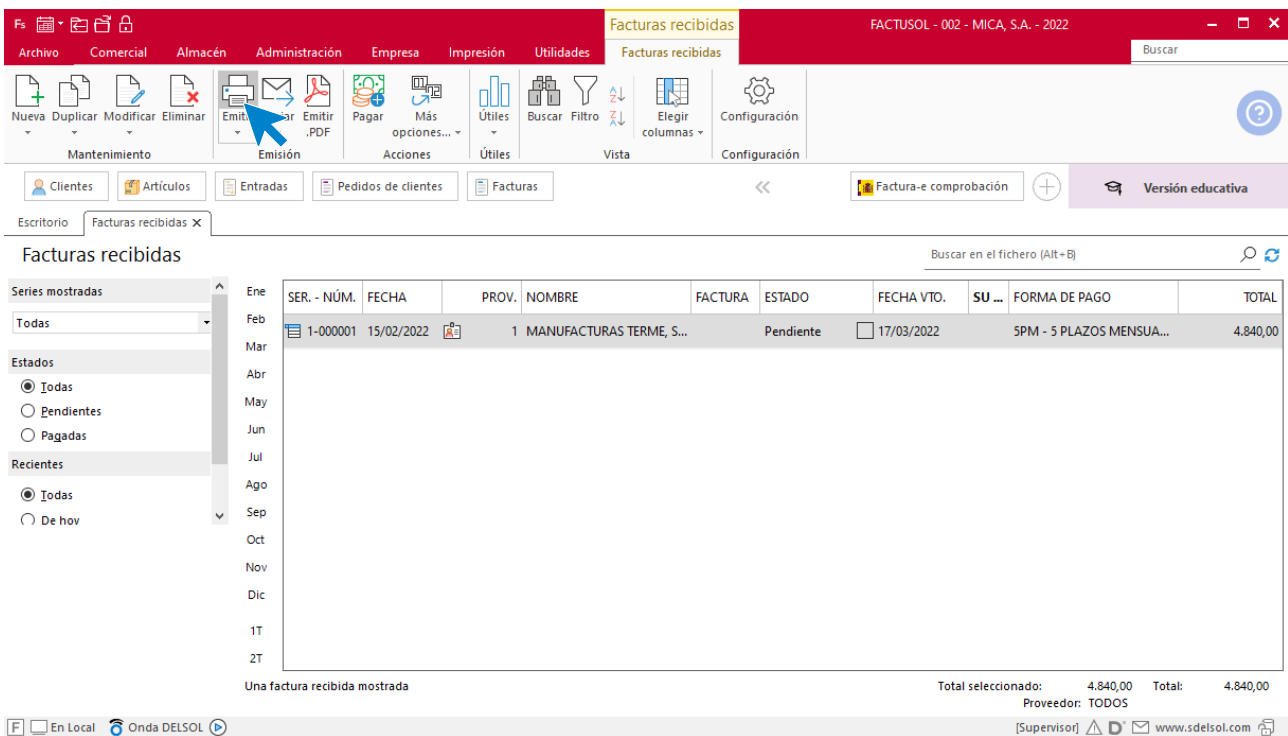 Fs Facturas recibidas FACTUSOL - 002 - MICA, S.A. - 2022
Archivo Comercial Almacén Administración Empresa Impresión Utilidades Facturas recibidas Buscar
Nueva Duplicar Modificar Eliminar Emitir Emitir .PDF Pagar Más opciones... Útiles Buscar Filtro Elegir columnas Configuración
Mantenimiento Emisión Acciones Útiles Vista Configuración
Clientes Artículos Entradas Pedidos de clientes Facturas Factura-e comprobación Versión educativa
Escritorio Facturas recibidas
Facturas recibidas Buscar en el fichero (Alt+B)
Series mostradas
Todas
Estados
Todas
Pendientes
Pagadas
Recientes
Todas
De hoy
Ene
Feb
Mar
Abr
May
Jun
Jul
Ago
Sep
Oct
Nov
Dic
1T
2T
SER. - NÚM. FECHA PROV. NOMBRE FACTURA ESTADO FECHA VTO. SU ... FORMA DE PAGO TOTAL
1-000001 15/02/2022 1 MANUFACTURAS TERME, S... Pendiente 17/03/2022 5PM - 5 PLAZOS MENSUA... 4.840,00
Una factura recibida mostrada Total seleccionado: 4.840,00 Total: 4.840,00
Proveedor: TODOS
F En Local Onda DELSOL [Supervisor] D www.sdelsol.com